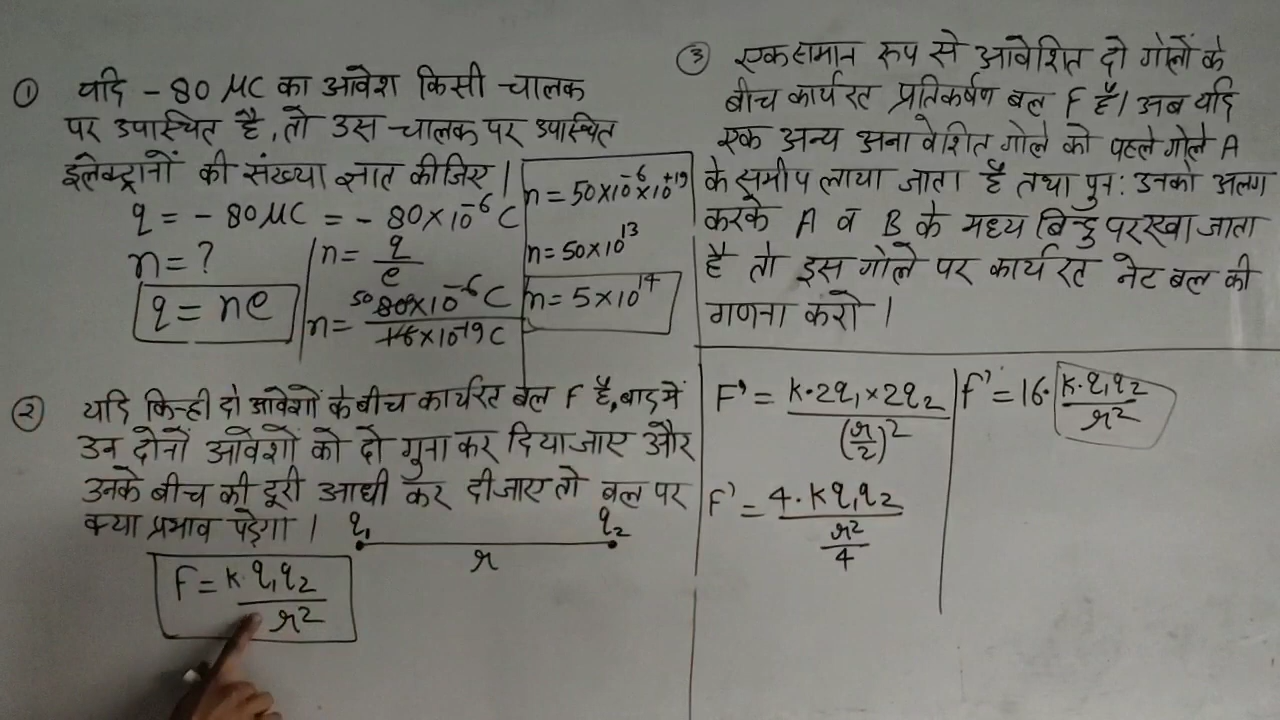 ① यदि - 80 μC का आवेश किसी चालक
पर उपास्थित है, तो उस चालक पर उपास्थित
इलेक्ट्रानों की संख्या ज्ञात कीजिए।
q = - 80 μC = - 80×10⁻⁶ C
n = ?
q = ne
n = q/e
n = 50 80×10⁻⁶ C / 16×10⁻¹⁹ C
n = 50×10⁻⁶×10⁺¹⁹
n = 50×10¹³
n = 5×10¹⁴
② यदि किन्ही दो आवेशों के बीच कार्यरत बल F है, बाद में
उन दोनों आवेशों को दो गुना कर दिया जाए और
उनके बीच की दूरी आधी कर दी जाए तो बल पर
क्या प्रभाव पड़ेगा।
q₁ q₂
r
F = K q₁q₂ / r²
③ एकसमान रूप से आवेशित दो गोलों के
बीच कार्यरत प्रतिकर्षण बल F है। अब यदि
एक अन्य अनावेशित गोले को पहले गोले A
के समीप लाया जाता है तथा पुनः उनको अलग
करके A व B के मध्य बिन्दु पर रखा जाता
है तो इस गोले पर कार्यरत नेट बल की
गणना करो।
F' = K·2q₁×2q₂ / (r/2)²
F' = 4·Kq₁q₂ / r²/4
F' = 16· K·q₁q₂ / r²